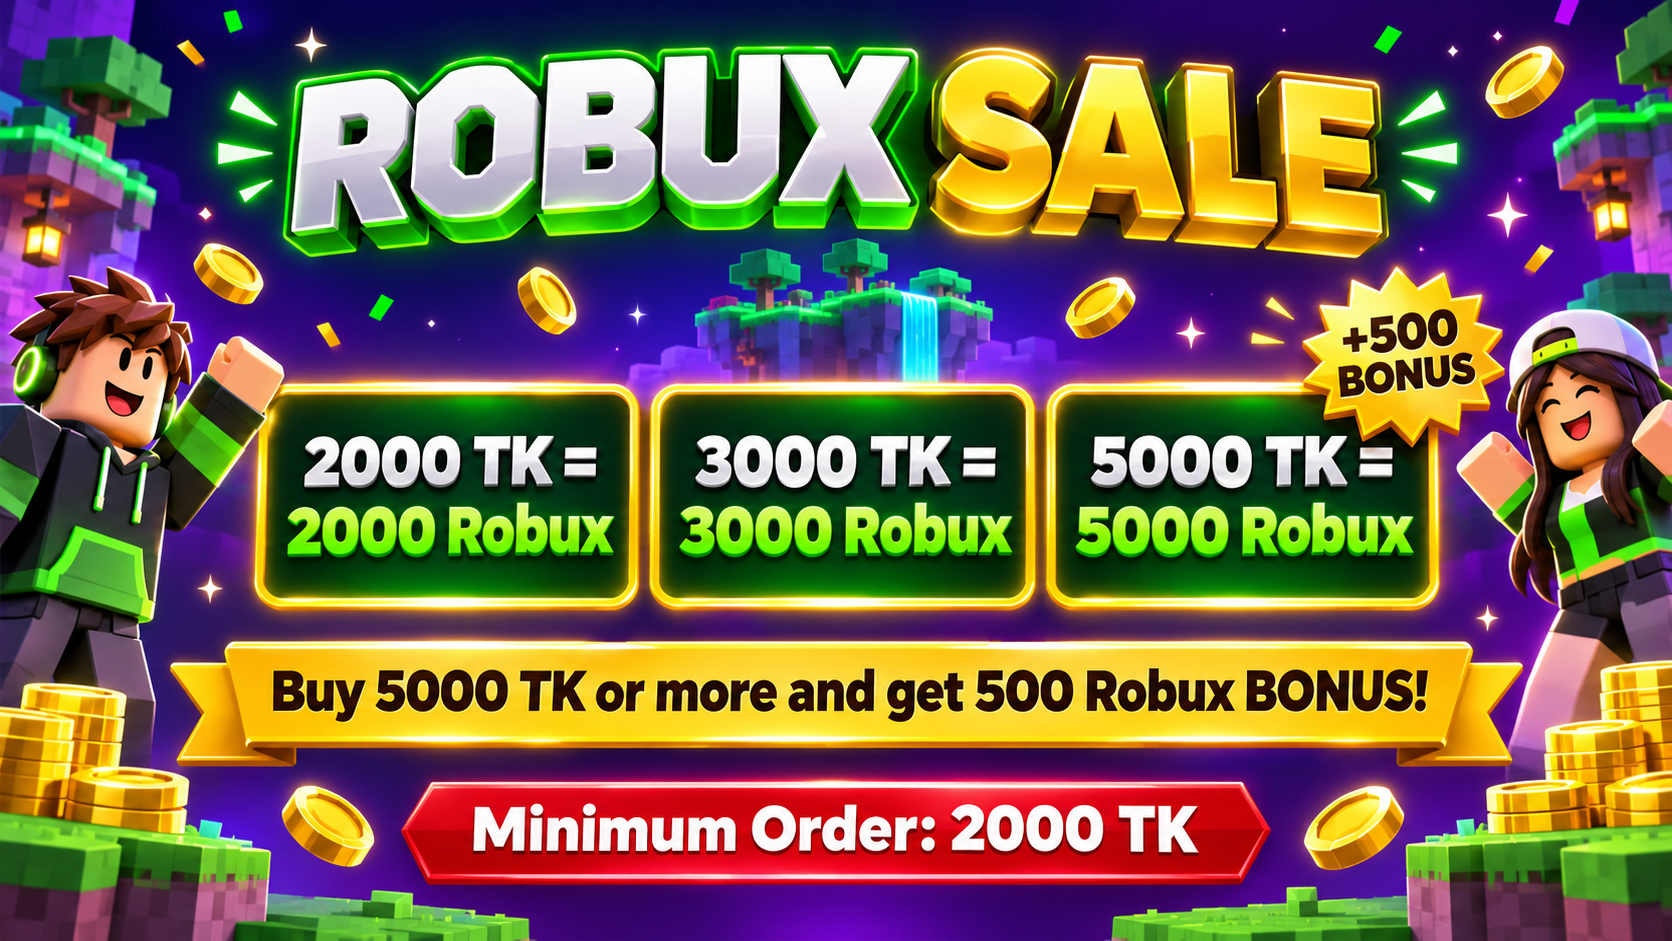 ROBUX SALE
+500
BONUS
2000 TK =
2000 Robux
3000 TK =
3000 Robux
5000 TK =
5000 Robux
Buy 5000 TK or more and get 500 Robux BONUS!
Minimum Order: 2000 TK